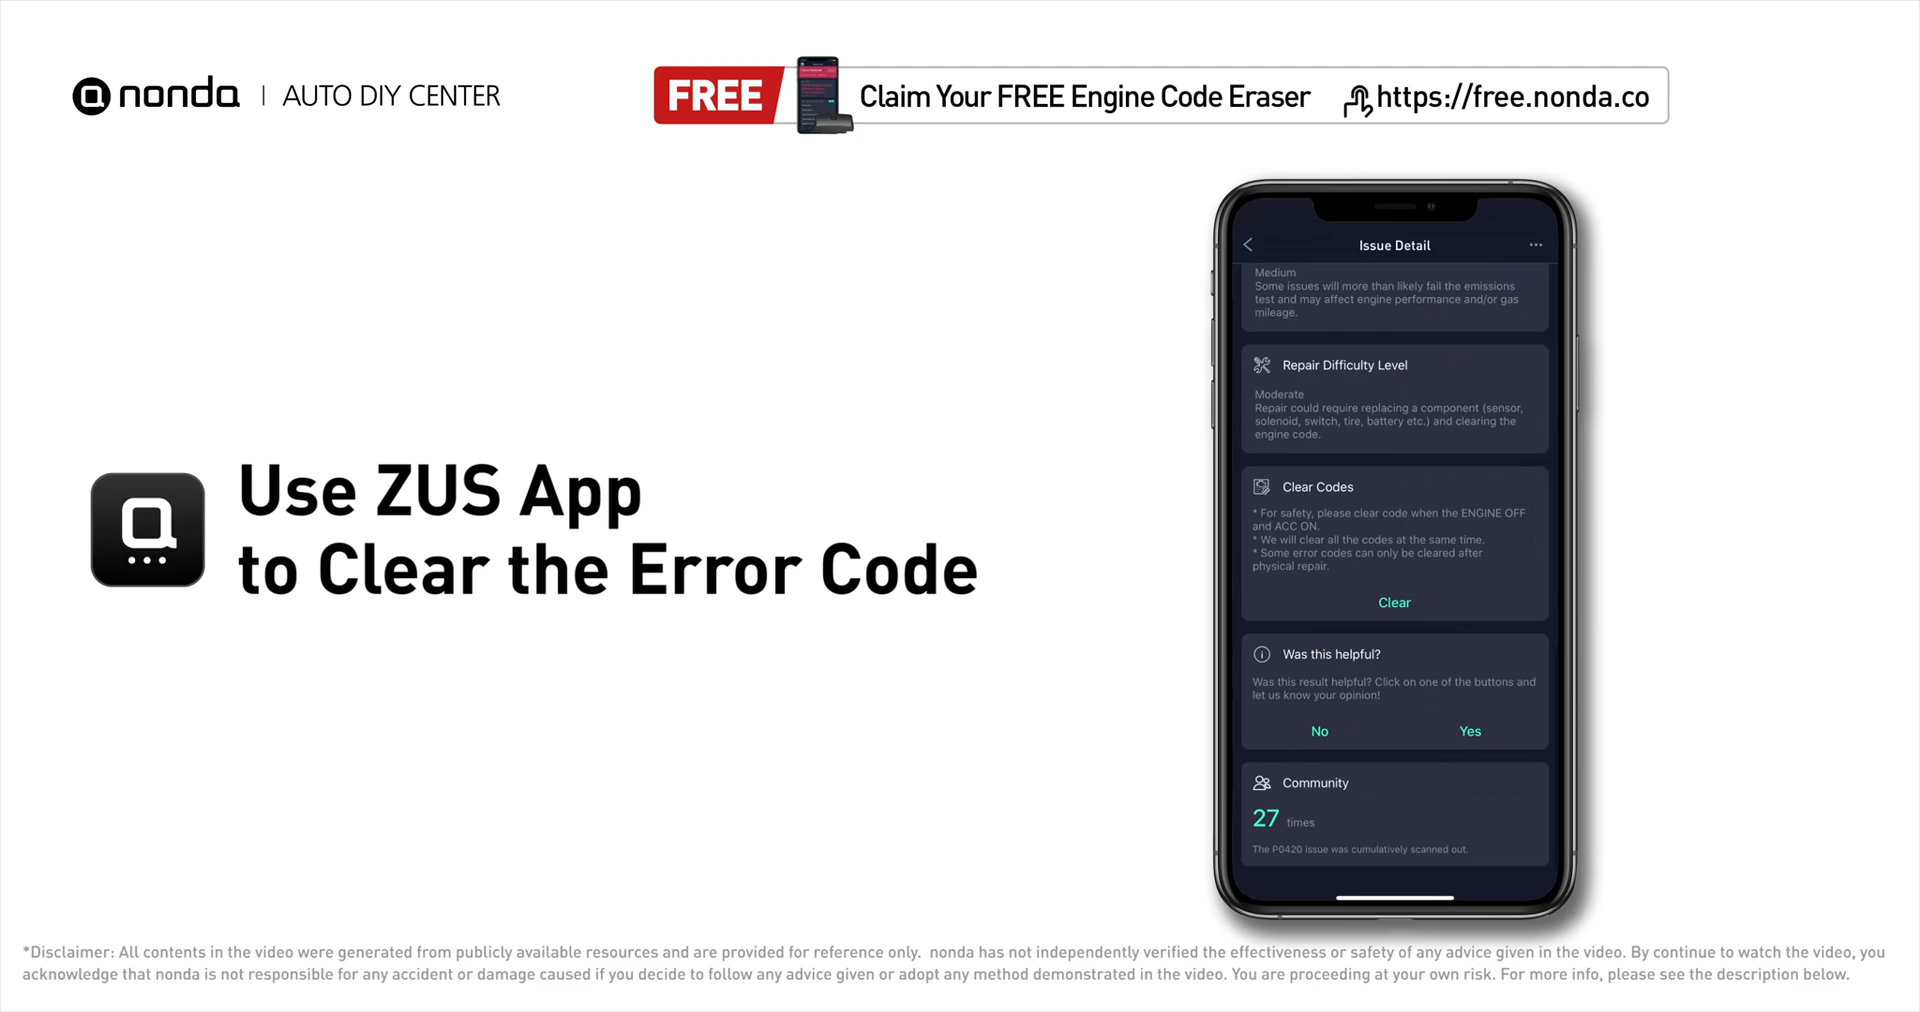 nonda | AUTO DIY CENTER
FREE Claim Your FREE Engine Code Eraser https://free.nonda.co
Use ZUS App
to Clear the Error Code
Issue Detail
Medium
Some issues will more than likely fail the emissions
test and may affect engine performance and/or gas
mileage.
Repair Difficulty Level
Moderate
Repair could require replacing a component (sensor,
solenoid, switch, tire, battery etc.) and clearing the
engine code.
Clear Codes
* For safety, please clear code when the ENGINE OFF
and ACC ON.
* We will clear all the codes at the same time.
* Some error codes can only be cleared after
physical repair.
Clear
Was this helpful?
Was this result helpful? Click on one of the buttons and
let us know your opinion!
No Yes
Community
27 times
The P0420 issue was cumulatively scanned out.
*Disclaimer: All contents in the video were generated from publicly available resources and are provided for reference only. nonda has not independently verified the effectiveness or safety of any advice given in the video. By continue to watch the video, you
acknowledge that nonda is not responsible for any accident or damage caused if you decide to follow any advice given or adopt any method demonstrated in the video. You are proceeding at your own risk. For more info, please see the description below.